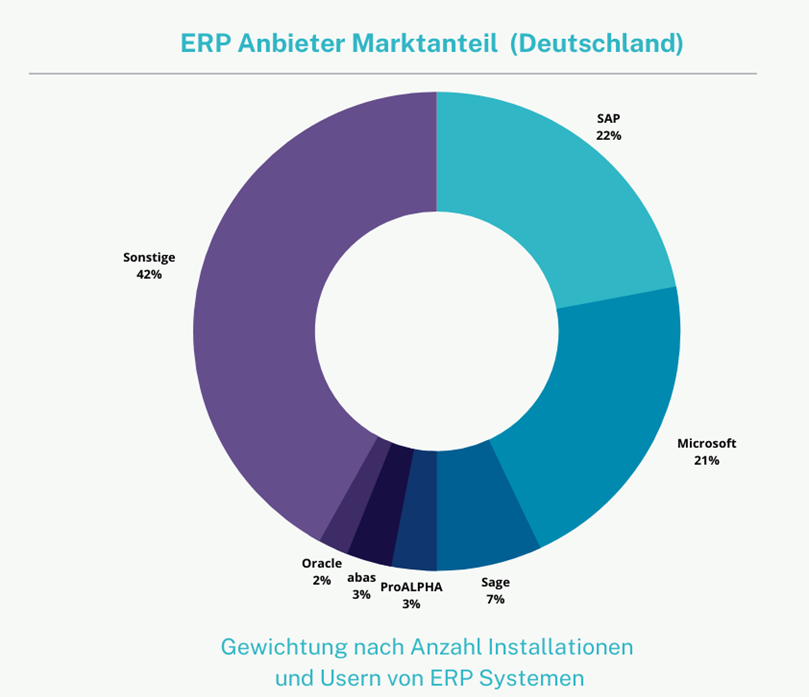 ERP Anbieter Marktanteil (Deutschland)
SAP
22%
Sonstige
42%
Microsoft
21%
Oracle
2%
abas
3%
ProALPHA
3%
Sage
7%
Gewichtung nach Anzahl Installationen
und Usern von ERP Systemen